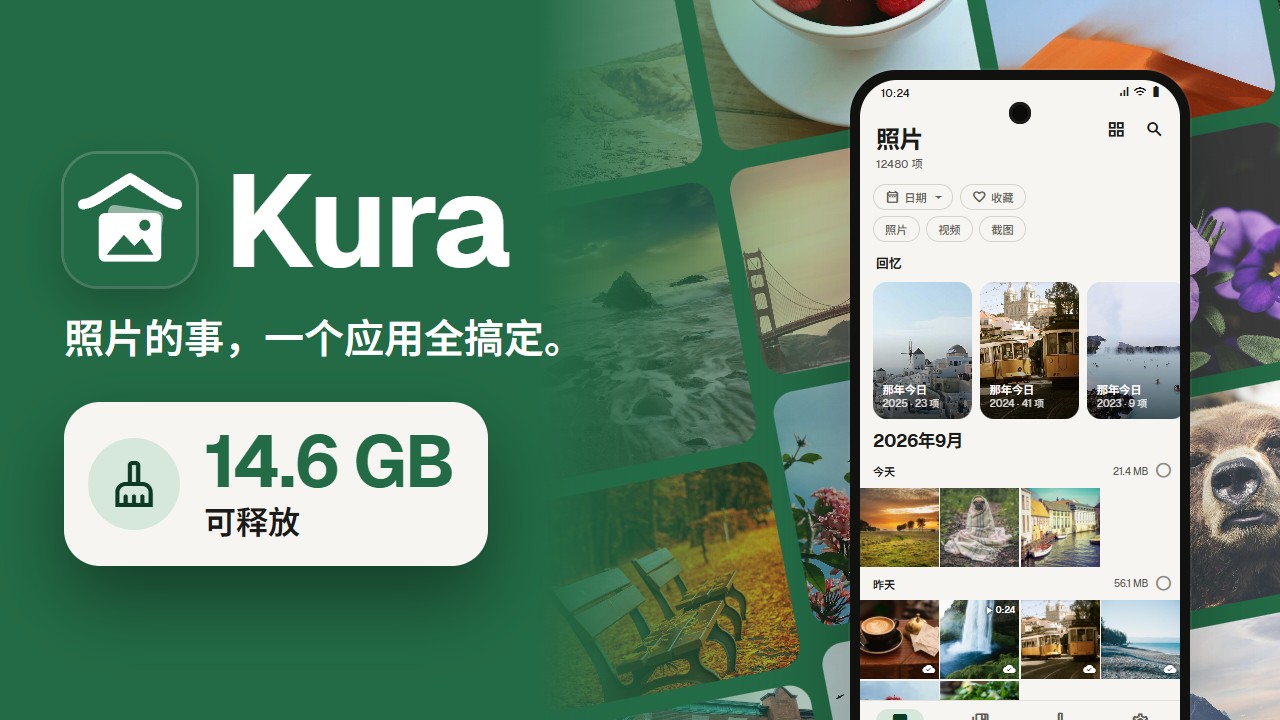 Kura
照片的事，一个应用全搞定。
14.6 GB
可释放
10:24
照片
12480 项
日期
收藏
照片
视频
截图
回忆
那年今日
2025 · 23 项
那年今日
2024 · 41 项
那年今日
2023 · 9 项
2026年9月
今天
21.4 MB
昨天
56.1 MB
0:24